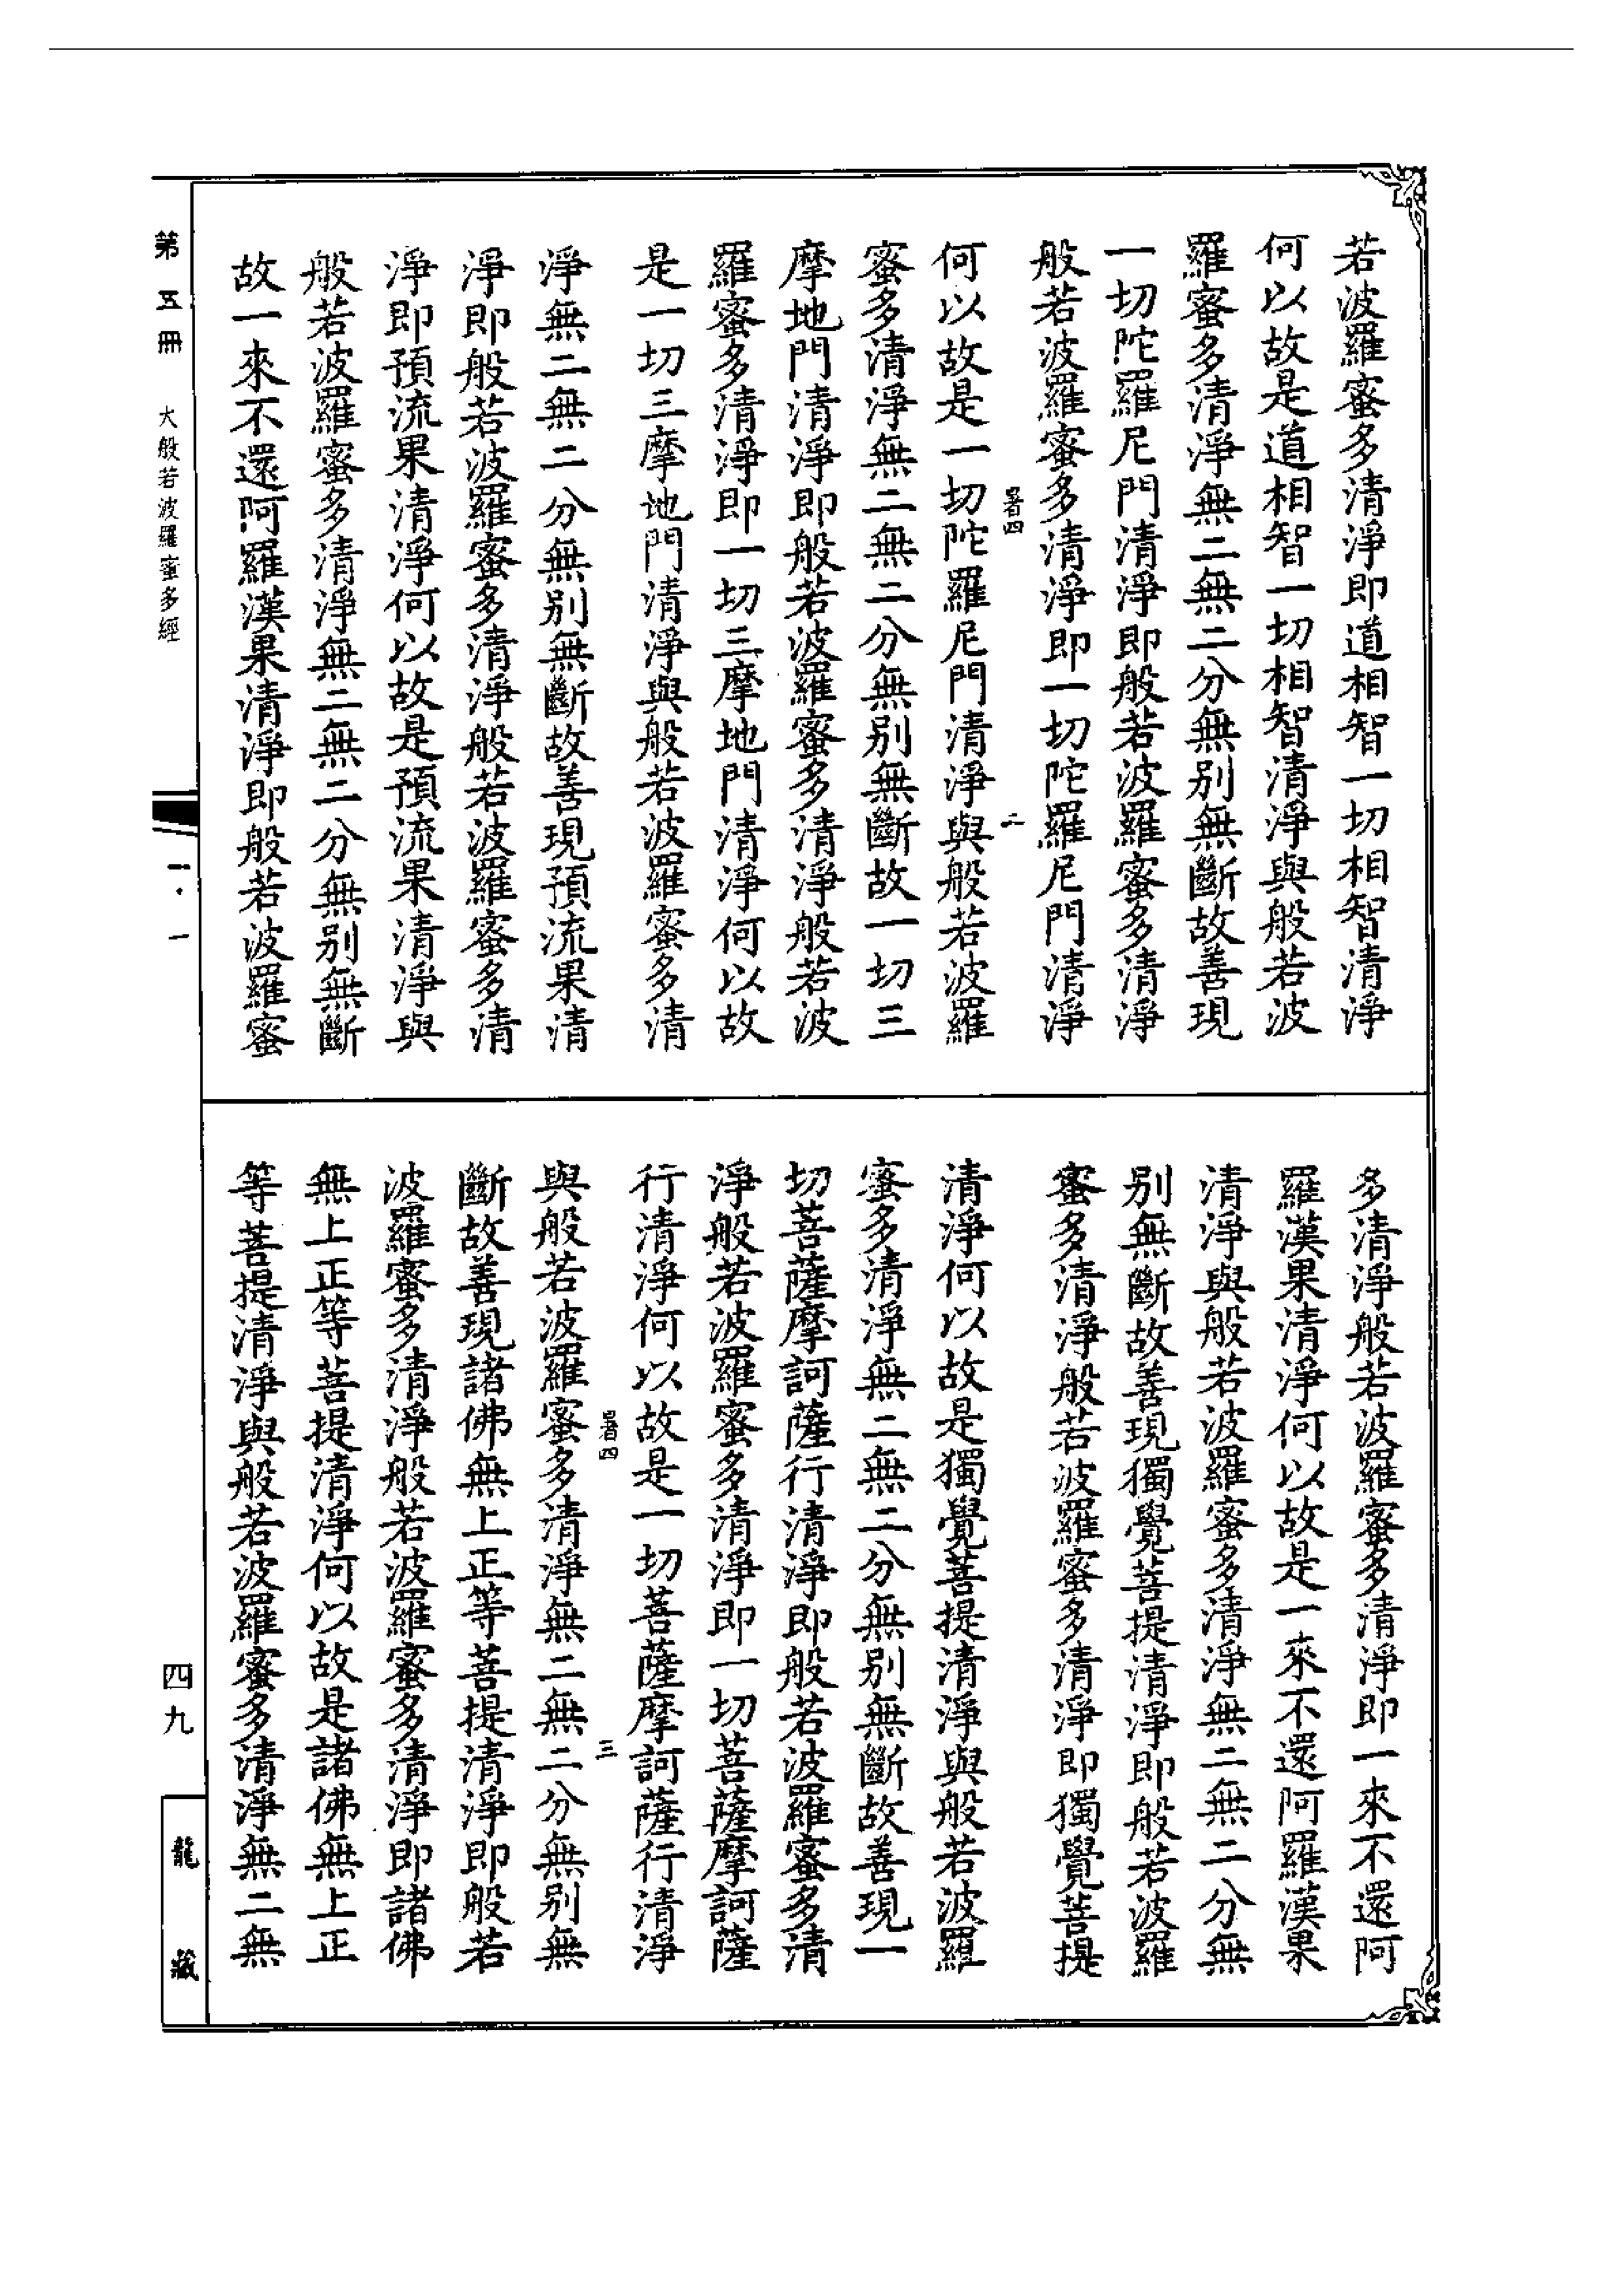 若波羅蜜多清淨即道相智一切相智清淨
何以故是道相智一切相智清淨與般若波
羅蜜多清淨無二無二分無別無斷故善現
一切陀羅尼門清淨即般若波羅蜜多清淨
般若波羅蜜多清淨即一切陀羅尼門清淨
暑四 二
何以故是一切陀羅尼門清淨與般若波羅
蜜多清淨無二無二分無別無斷故一切三
摩地門清淨即般若波羅蜜多清淨般若波
羅蜜多清淨即一切三摩地門清淨何以故
是一切三摩地門清淨與般若波羅蜜多清
淨無二無二分無別無斷故善現預流果清
淨即般若波羅蜜多清淨般若波羅蜜多清
淨即預流果清淨何以故是預流果清淨與
般若波羅蜜多清淨無二無二分無別無斷
故一來不還阿羅漢果清淨即般若波羅蜜
多清淨般若波羅蜜多清淨即一來不還阿
羅漢果清淨何以故是一來不還阿羅漢果
清淨與般若波羅蜜多清淨無二無二分無
別無斷故善現獨覺菩提清淨即般若波羅
蜜多清淨般若波羅蜜多清淨即獨覺菩提
清淨何以故是獨覺菩提清淨與般若波羅
蜜多清淨無二無二分無別無斷故善現一
切菩薩摩訶薩行清淨即般若波羅蜜多清
淨般若波羅蜜多清淨即一切菩薩摩訶薩
行清淨何以故是一切菩薩摩訶薩行清淨
暑四 三
與般若波羅蜜多清淨無二無二分無別無
斷故善現諸佛無上正等菩提清淨即般若
波羅蜜多清淨般若波羅蜜多清淨即諸佛
無上正等菩提清淨何以故是諸佛無上正
等菩提清淨與般若波羅蜜多清淨無二無
第五冊 大般若波羅蜜多經 一·一 四九 龍藏